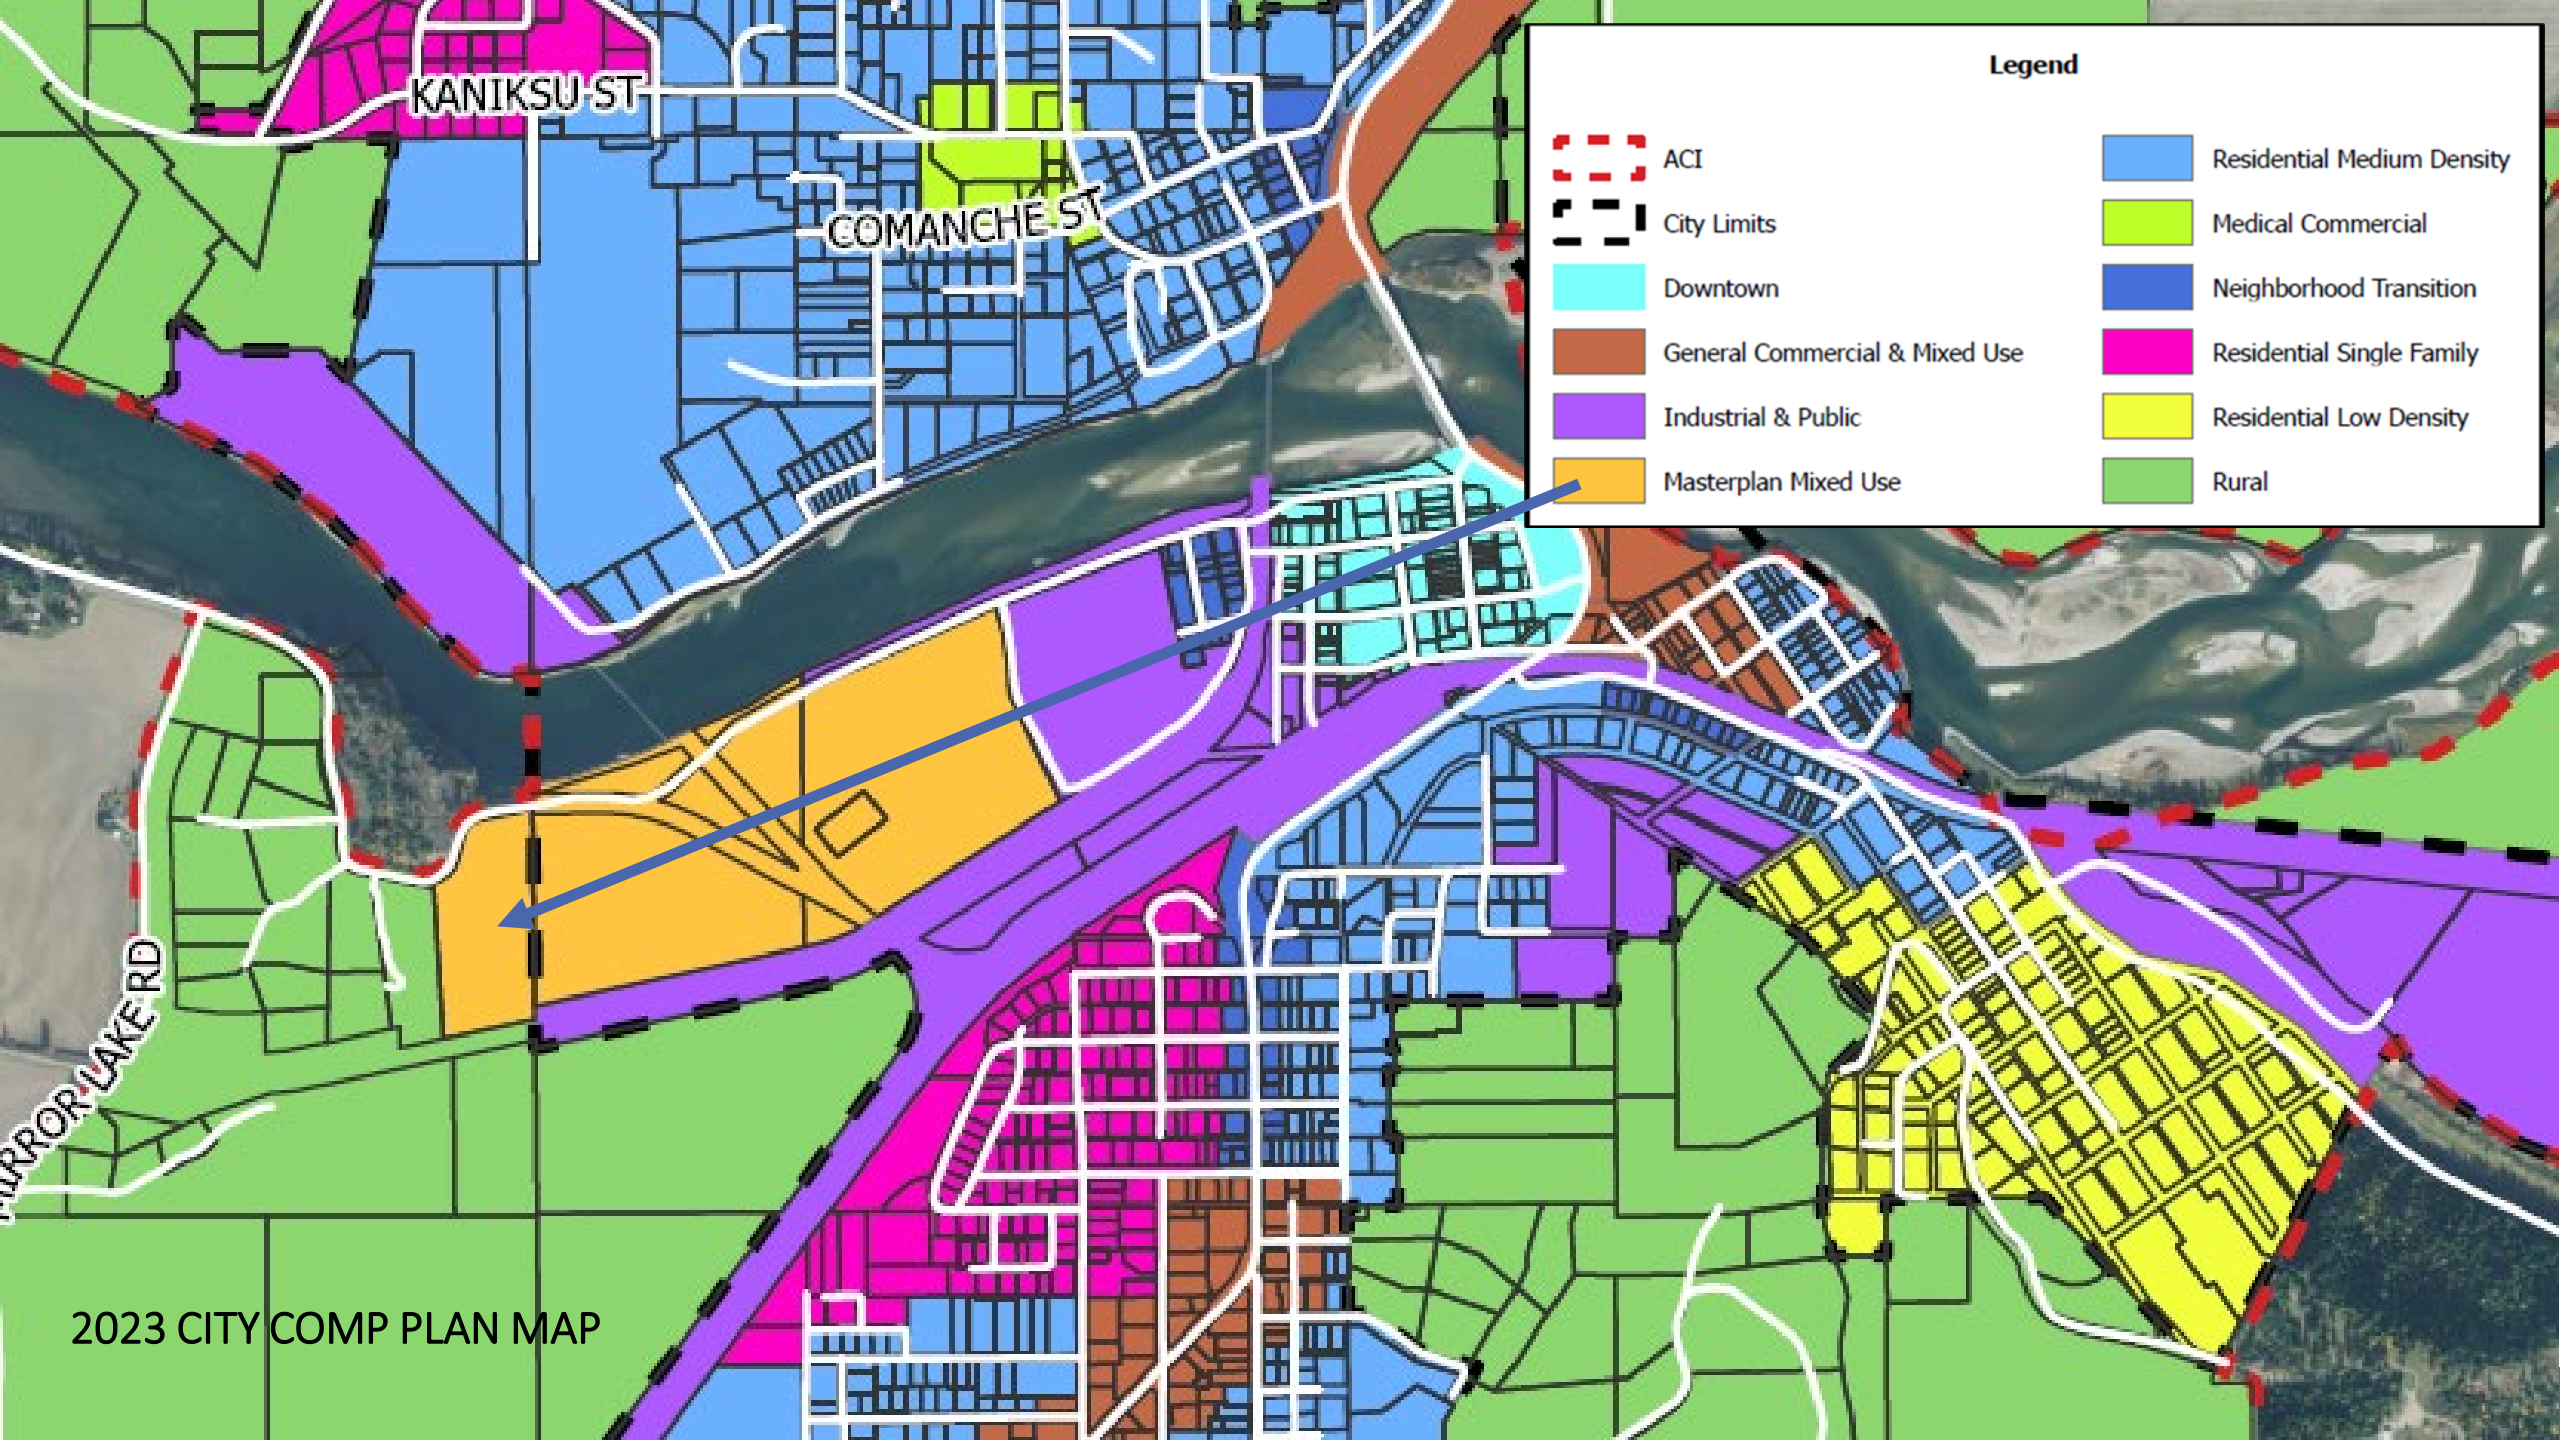 KANIKSU ST
COMANCHE ST
MIRROR LAKE RD
2023 CITY COMP PLAN MAP
Legend
ACI
City Limits
Downtown
General Commercial & Mixed Use
Industrial & Public
Masterplan Mixed Use
Residential Medium Density
Medical Commercial
Neighborhood Transition
Residential Single Family
Residential Low Density
Rural